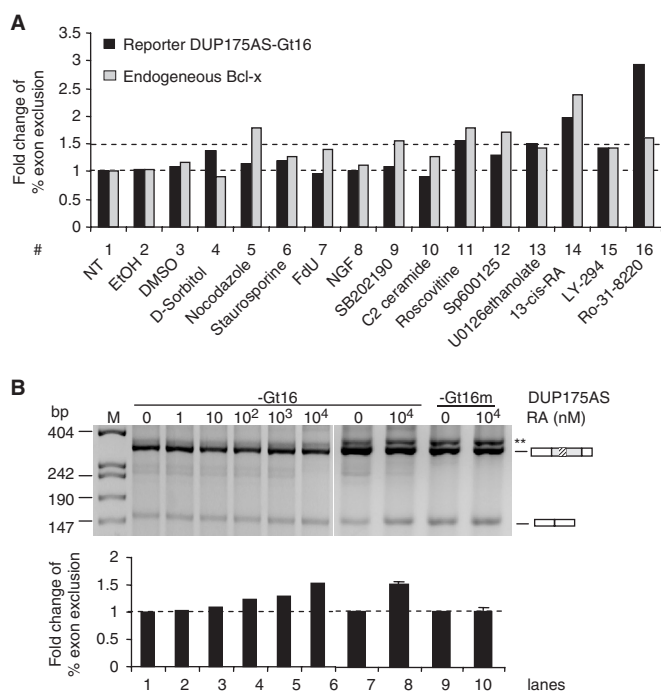 A
Fold change of
% exon exclusion
3.5
3
2.5
2
1.5
1
0.5
0
Reporter DUP175AS-Gt16
Endogeneous Bcl-x
# 1 2 3 4 5 6 7 8 9 10 11 12 13 14 15 16
NT
EtOH
DMSO
D-Sorbitol
Nocodazole
Staurosporine
FdU
NGF
SB202190
C2 ceramide
Roscovitine
Sp600125
U0126ethanolate
13-cis-RA
LY-294
Ro-31-8220
B
-Gt16 -Gt16m DUP175AS
bp M 0 1 10 10² 10³ 10⁴ 0 10⁴ 0 10⁴ RA (nM)
404
**
242
190
147
Fold change of
% exon exclusion
2
1.5
1
0.5
0
1 2 3 4 5 6 7 8 9 10 lanes